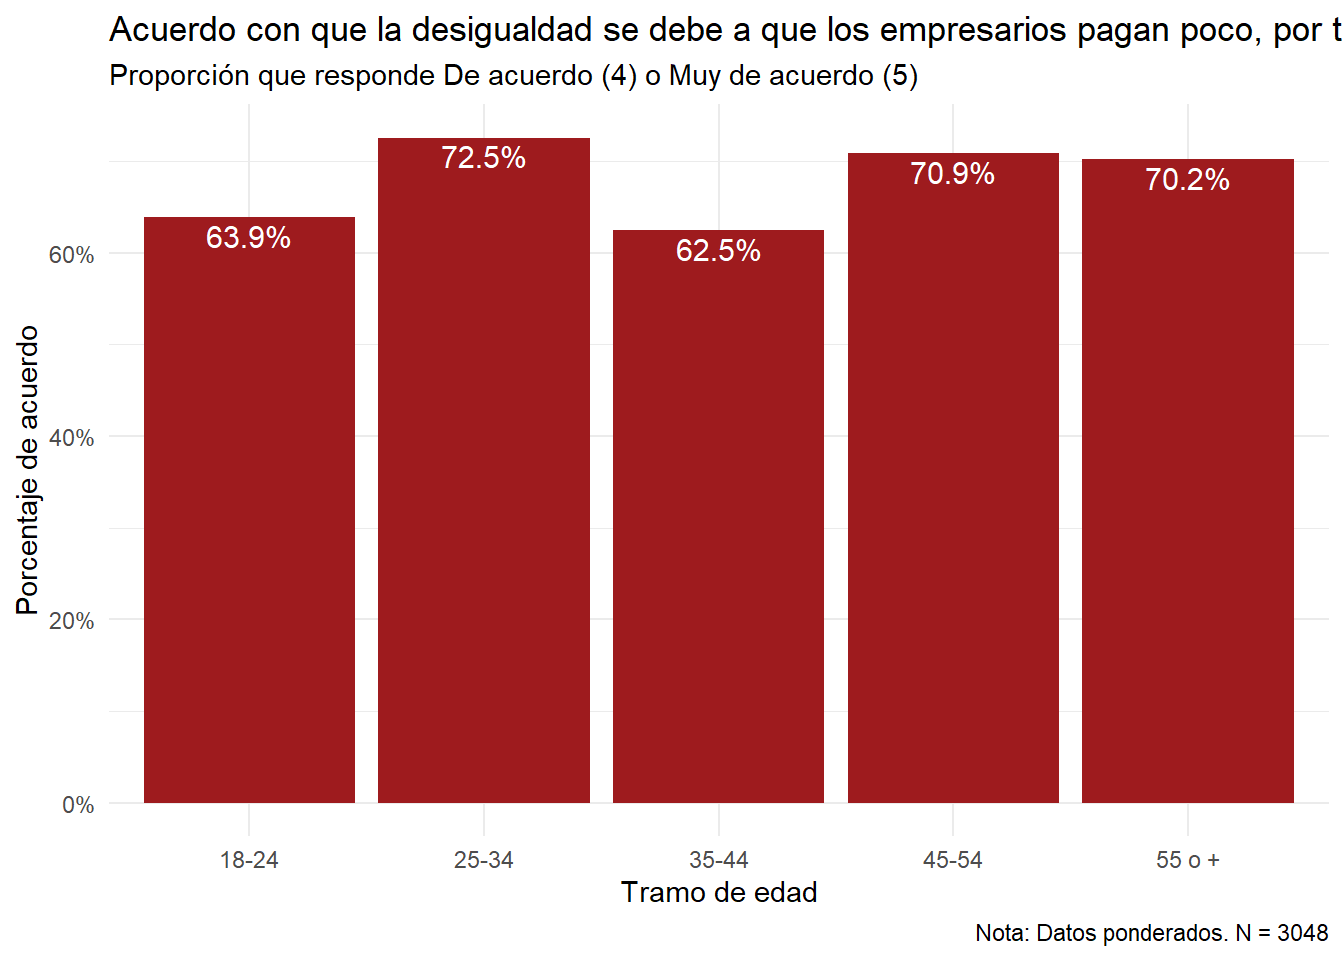 Acuerdo con que la desigualdad se debe a que los empresarios pagan poco, por t
Proporción que responde De acuerdo (4) o Muy de acuerdo (5)
Porcentaje de acuerdo
60%
40%
20%
0%
63.9%
72.5%
62.5%
70.9%
70.2%
18-24
25-34
35-44
45-54
55 o +
Tramo de edad
Nota: Datos ponderados. N = 3048